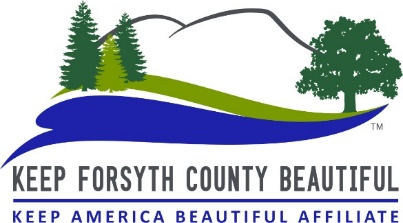 TM
KEEP FORSYTH COUNTY BEAUTIFUL
KEEP AMERICA BEAUTIFUL AFFILIATE